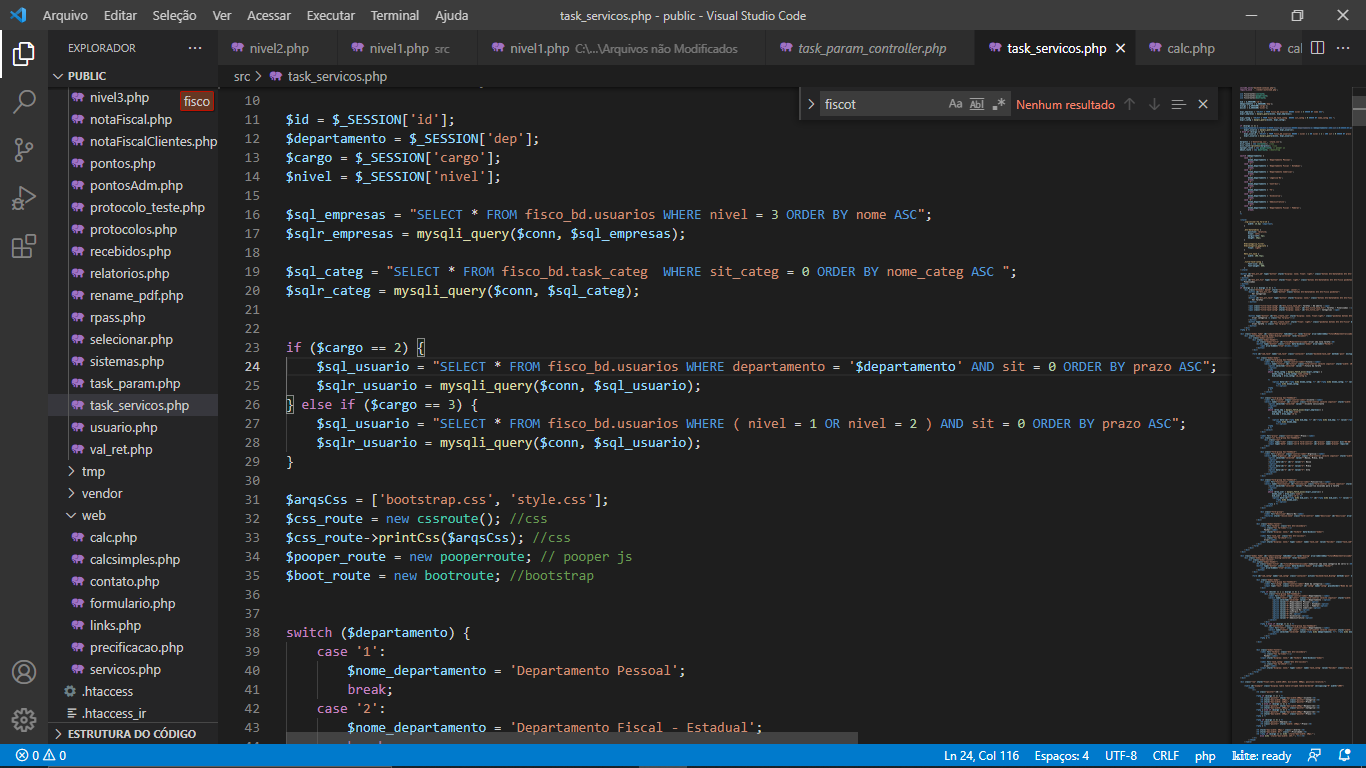 Arquivo Editar Seleção Ver Acessar Executar Terminal Ajuda task_servicos.php - public - Visual Studio Code
EXPLORADOR ··· nivel2.php nivel1.php src nivel1.php C:\...\Arquivos não Modificados task_param_controller.php task_servicos.php calc.php cal ···
PUBLIC
src > task_servicos.php
nivel3.php
fisco
notaFiscal.php
notaFiscalClientes.php
pontos.php
pontosAdm.php
protocolo_teste.php
protocolos.php
recebidos.php
relatorios.php
rename_pdf.php
rpass.php
selecionar.php
sistemas.php
task_param.php
task_servicos.php
usuario.php
val_ret.php
tmp
vendor
web
calc.php
calcsimples.php
contato.php
formulario.php
links.php
precificacao.php
servicos.php
.htaccess
.htaccess_ir
ESTRUTURA DO CÓDIGO
fiscot Aa Abl .* Nenhum resultado
10
11 $id = $_SESSION['id'];
12 $departamento = $_SESSION['dep'];
13 $cargo = $_SESSION['cargo'];
14 $nivel = $_SESSION['nivel'];
15
16 $sql_empresas = "SELECT * FROM fisco_bd.usuarios WHERE nivel = 3 ORDER BY nome ASC";
17 $sqlr_empresas = mysqli_query($conn, $sql_empresas);
18
19 $sql_categ = "SELECT * FROM fisco_bd.task_categ  WHERE sit_categ = 0 ORDER BY nome_categ ASC ";
20 $sqlr_categ = mysqli_query($conn, $sql_categ);
21
22
23 if ($cargo == 2) {
24 $sql_usuario = "SELECT * FROM fisco_bd.usuarios WHERE departamento = '$departamento' AND sit = 0 ORDER BY prazo ASC";
25 $sqlr_usuario = mysqli_query($conn, $sql_usuario);
26 } else if ($cargo == 3) {
27 $sql_usuario = "SELECT * FROM fisco_bd.usuarios WHERE ( nivel = 1 OR nivel = 2 ) AND sit = 0 ORDER BY prazo ASC";
28 $sqlr_usuario = mysqli_query($conn, $sql_usuario);
29 }
30
31 $arqsCss = ['bootstrap.css', 'style.css'];
32 $css_route = new cssroute(); //css
33 $css_route->printCss($arqsCss); //css
34 $pooper_route = new pooperroute; // pooper js
35 $boot_route = new bootroute; //bootstrap
36
37
38 switch ($departamento) {
39 case '1':
40 $nome_departamento = 'Departamento Pessoal';
41 break;
42 case '2':
43 $nome_departamento = 'Departamento Fiscal - Estadual';
0 0 Ln 24, Col 116 Espaços: 4 UTF-8 CRLF php kite: ready